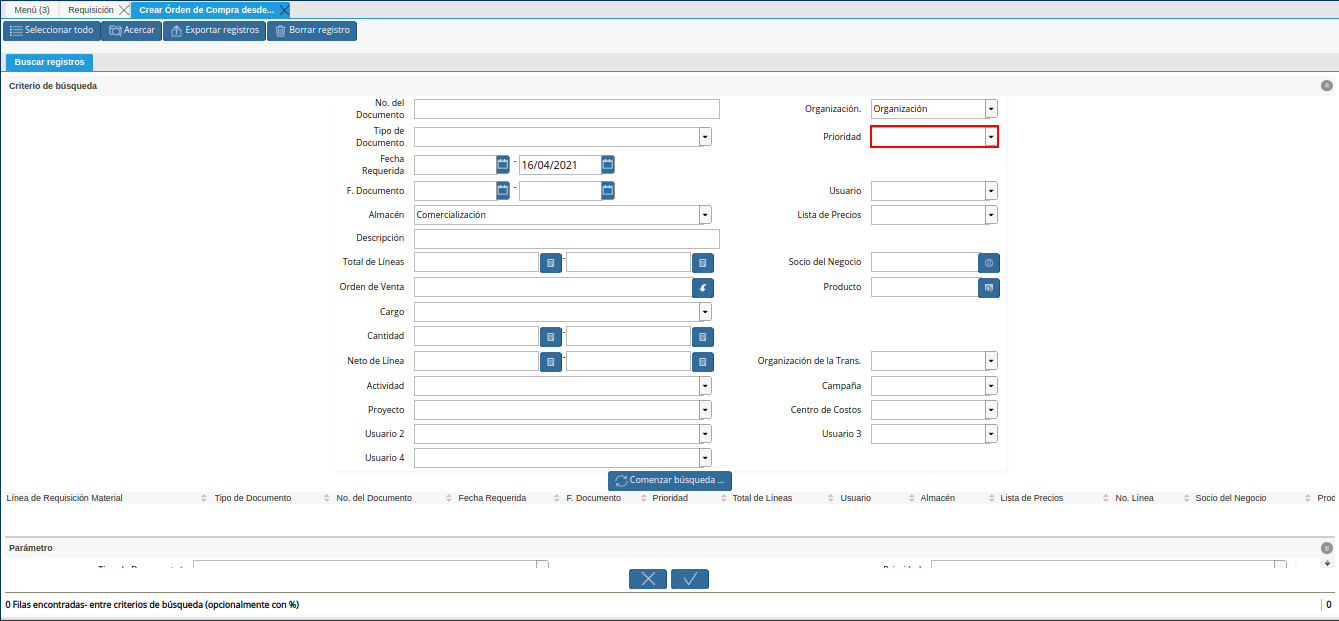 Menú (3) Requisición Crear Órden de Compra desde...
Seleccionar todo Acercar Exportar registros Borrar registro
Buscar registros
Criterio de búsqueda
No. del
Documento
Organización. Organización
Tipo de
Documento
Prioridad
Fecha
Requerida
- 16/04/2021
F. Documento - Usuario
Almacén Comercialización Lista de Precios
Descripción
Total de Líneas - Socio del Negocio
Orden de Venta Producto
Cargo
Cantidad -
Neto de Línea - Organización de la Trans.
Actividad Campaña
Proyecto Centro de Costos
Usuario 2 Usuario 3
Usuario 4
Comenzar búsqueda ...
Línea de Requisición Material Tipo de Documento No. del Documento Fecha Requerida F. Documento Prioridad Total de Líneas Usuario Almacén Lista de Precios No. Línea Socio del Negocio Prod
Parámetro
0 Filas encontradas- entre criterios de búsqueda (opcionalmente con %) 0